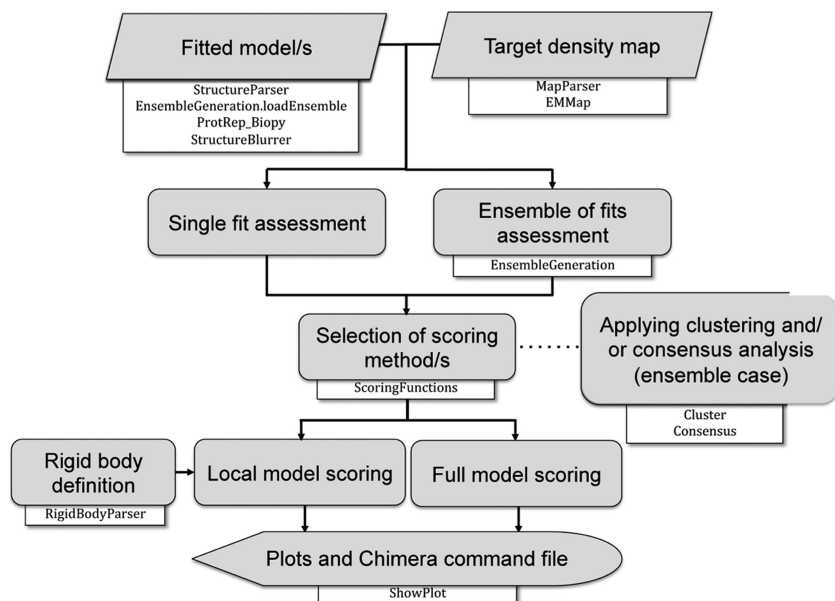 Fitted model/s
Target density map
StructureParser
EnsembleGeneration.loadEnsemble
ProtRep_Biopy
StructureBlurrer
MapParser
EMMap
Single fit assessment
Ensemble of fits
assessment
EnsembleGeneration
Selection of scoring
method/s
ScoringFunctions
Applying clustering and/
or consensus analysis
(ensemble case)
Cluster
Consensus
Rigid body
definition
RigidBodyParser
Local model scoring
Full model scoring
Plots and Chimera command file
ShowPlot